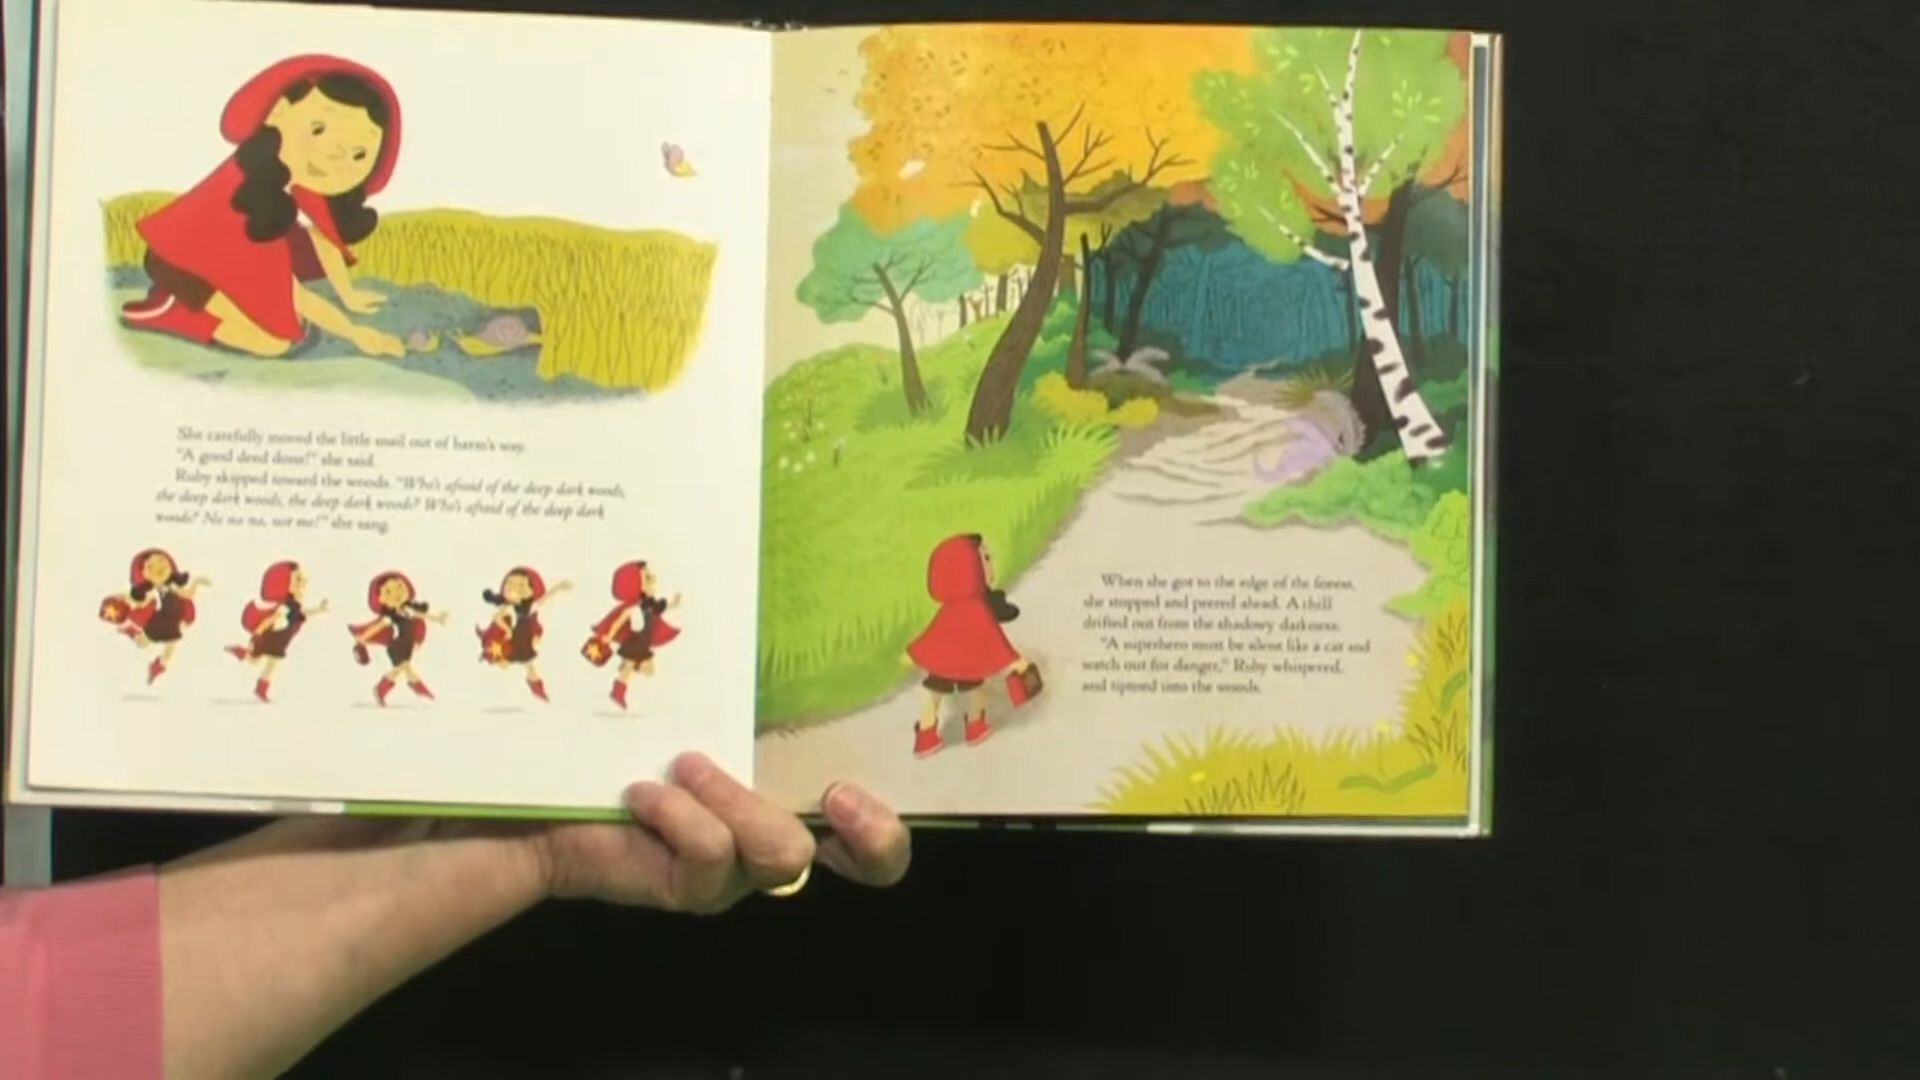 She carefully moved the little snail out of harm's way.
"A good deed done!" she said.
Ruby skipped toward the woods. "Who's afraid of the deep dark woods,
the deep dark woods, the deep dark woods? Who's afraid of the deep dark
woods? No no no, not me!" she sang.
When she got to the edge of the forest,
she stopped and peered ahead. A chill
drifted out from the shadowy darkness.
"A superhero must be silent like a cat and
watch out for danger," Ruby whispered,
and tiptoed into the woods.